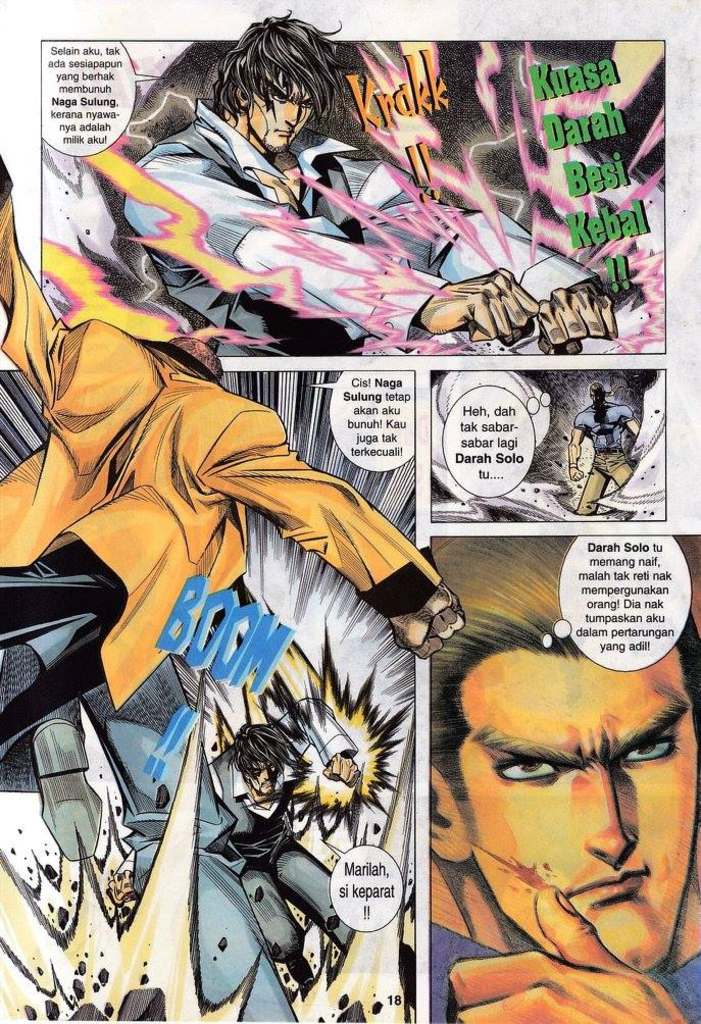 Selain aku, tak
ada sesiapapun
yang berhak
membunuh
Naga Sulung,
kerana nyawa-
nya adalah
milik aku!
Krakk
!!
Kuasa
Darah
Besi
Kebal
!!
Cis! Naga
Sulung tetap
akan aku
bunuh! Kau
juga tak
terkecuali!
Heh, dah
tak sabar-
sabar lagi
Darah Solo
tu....
BOOM
!!
Marilah,
si keparat
!!
Darah Solo tu
memang naif,
malah tak reti nak
mempergunakan
orang! Dia nak
tumpaskan aku
dalam pertarungan
yang adil!
18